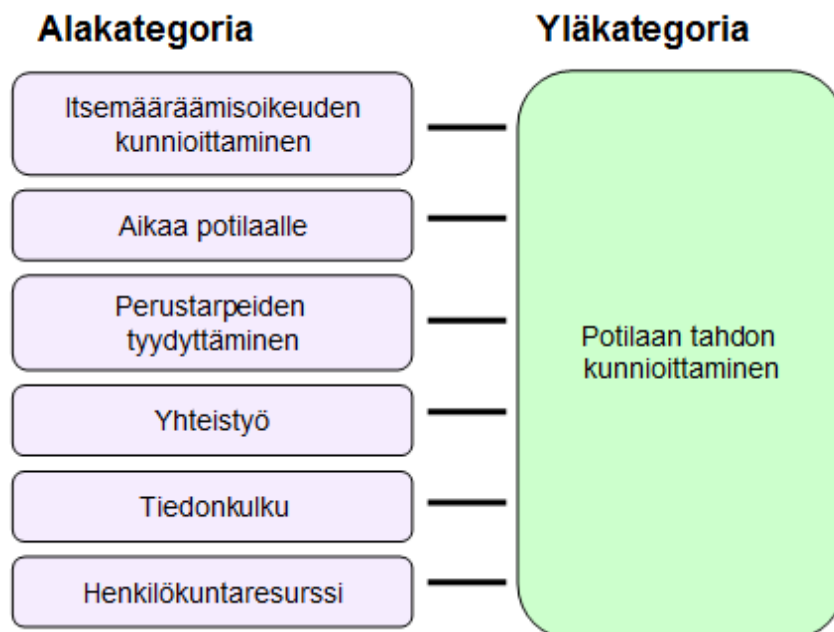 Alakategoria
Yläkategoria
Itsemääräämisoikeuden
kunnioittaminen
Aikaa potilaalle
Perustarpeiden
tyydyttäminen
Yhteistyö
Tiedonkulku
Henkilökuntaresurssi
Potilaan tahdon
kunnioittaminen